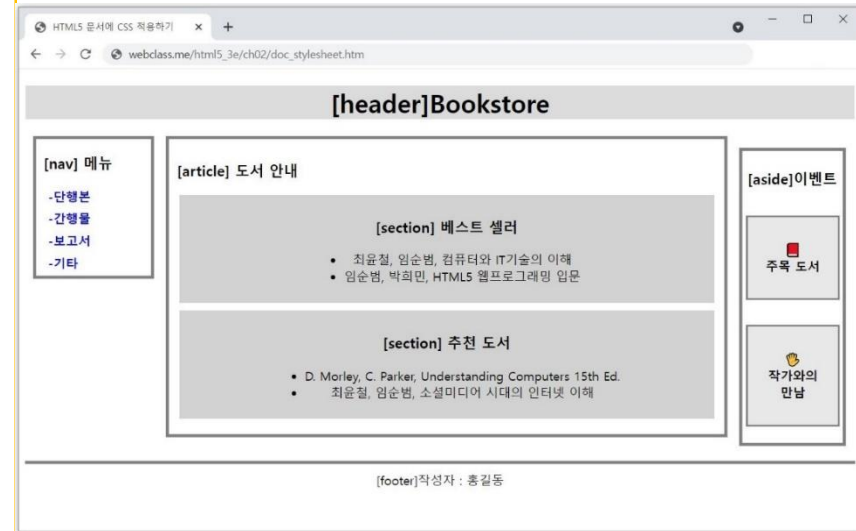 HTML5 문서에 CSS 적용하기
webclass.me/html5_3e/ch02/doc_stylesheet.htm
[header]Bookstore
[nav] 메뉴
-단행본
-간행물
-보고서
-기타
[article] 도서 안내
[section] 베스트 셀러
• 최윤철, 임순범, 컴퓨터와 IT기술의 이해
• 임순범, 박희민, HTML5 웹프로그래밍 입문
[section] 추천 도서
• D. Morley, C. Parker, Understanding Computers 15th Ed.
• 최윤철, 임순범, 소셜미디어 시대의 인터넷 이해
[aside]이벤트
주목 도서
작가와의
만남
[footer]작성자 : 홍길동